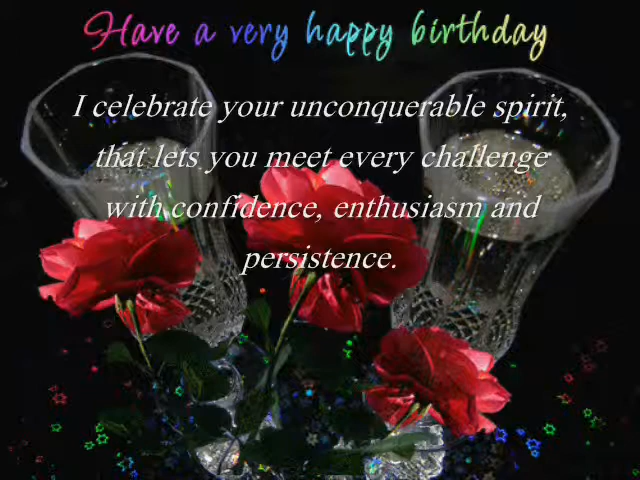 Have a very happy birthday
I celebrate your unconquerable spirit,
that lets you meet every challenge
with confidence, enthusiasm and
persistence.